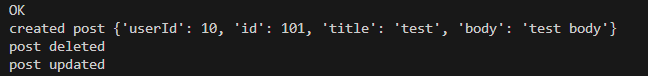 OK
created post {'userId': 10, 'id': 101, 'title': 'test', 'body': 'test body'}
post deleted
post updated